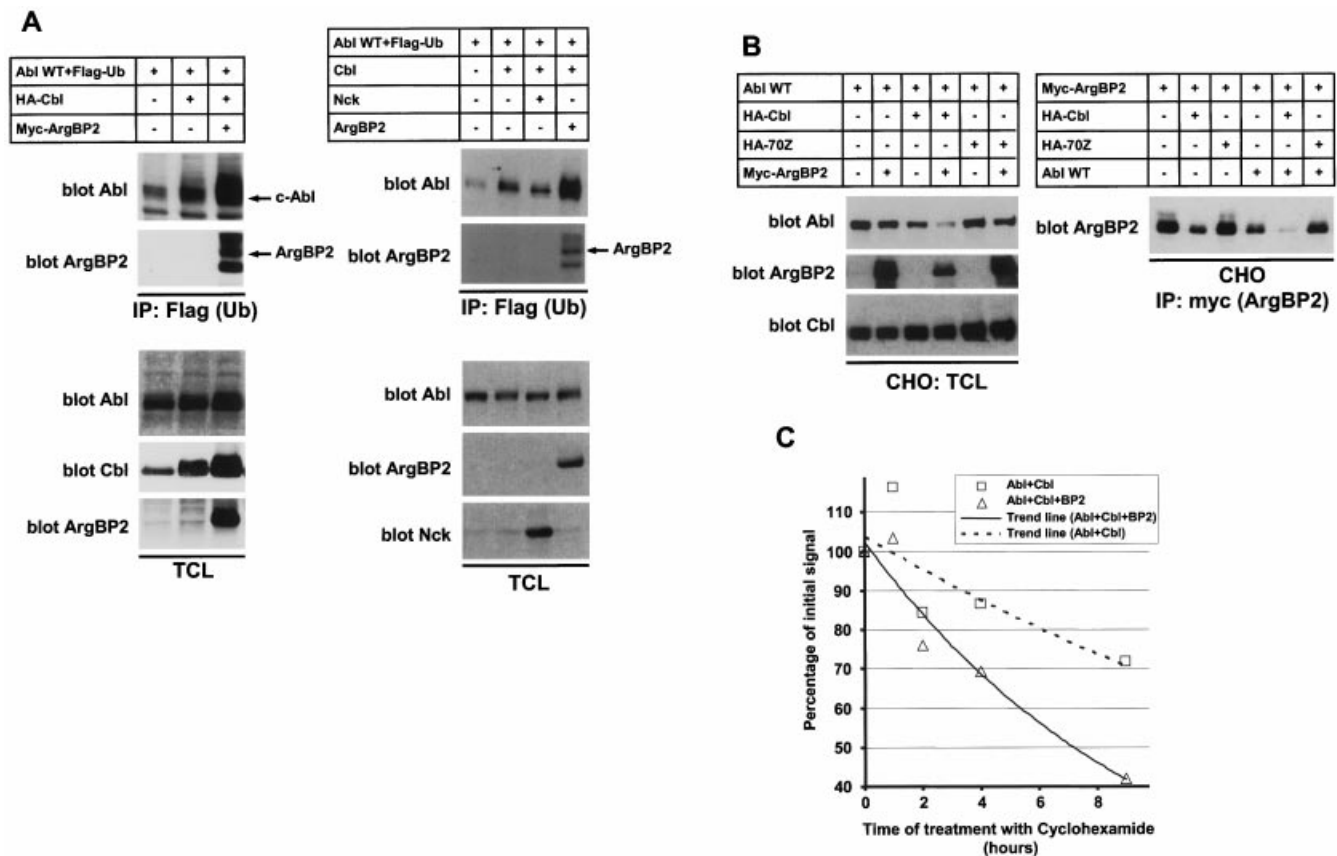 A
Abl WT+Flag-Ub + + +
HA-Cbl - + +
Myc-ArgBP2 - - +
blot Abl
c-Abl
blot ArgBP2
ArgBP2
IP: Flag (Ub)
blot Abl
blot Cbl
blot ArgBP2
TCL
Abl WT+Flag-Ub + + + +
Cbl - + + +
Nck - - + -
ArgBP2 - - - +
blot Abl
blot ArgBP2
ArgBP2
IP: Flag (Ub)
blot Abl
blot ArgBP2
blot Nck
TCL
B
Abl WT + + + + + +
HA-Cbl - - + + - -
HA-70Z - - - - + +
Myc-ArgBP2 - + - + - +
blot Abl
blot ArgBP2
blot Cbl
CHO: TCL
Myc-ArgBP2 + + + + + +
HA-Cbl - + - - + -
HA-70Z - - + - - +
Abl WT - - - + + +
blot ArgBP2
CHO
IP: myc (ArgBP2)
C
Abl+Cbl
Abl+Cbl+BP2
Trend line (Abl+Cbl+BP2)
Trend line (Abl+Cbl)
Percentage of initial signal
110
100
90
80
70
60
50
40
0 2 4 6 8
Time of treatment with Cyclohexamide
(hours)